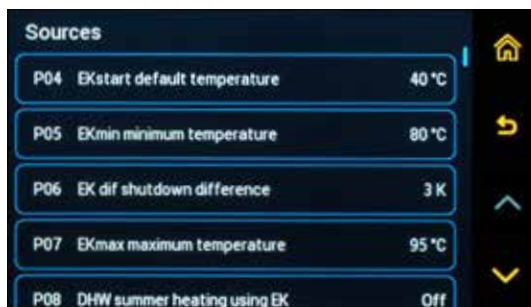 Sources
P04 EKstart default temperature 40 °C
P05 EKmin minimum temperature 80 °C
P06 EK dif shutdown difference 3 K
P07 EKmax maximum temperature 95 °C
P08 DHW summer heating using EK Off